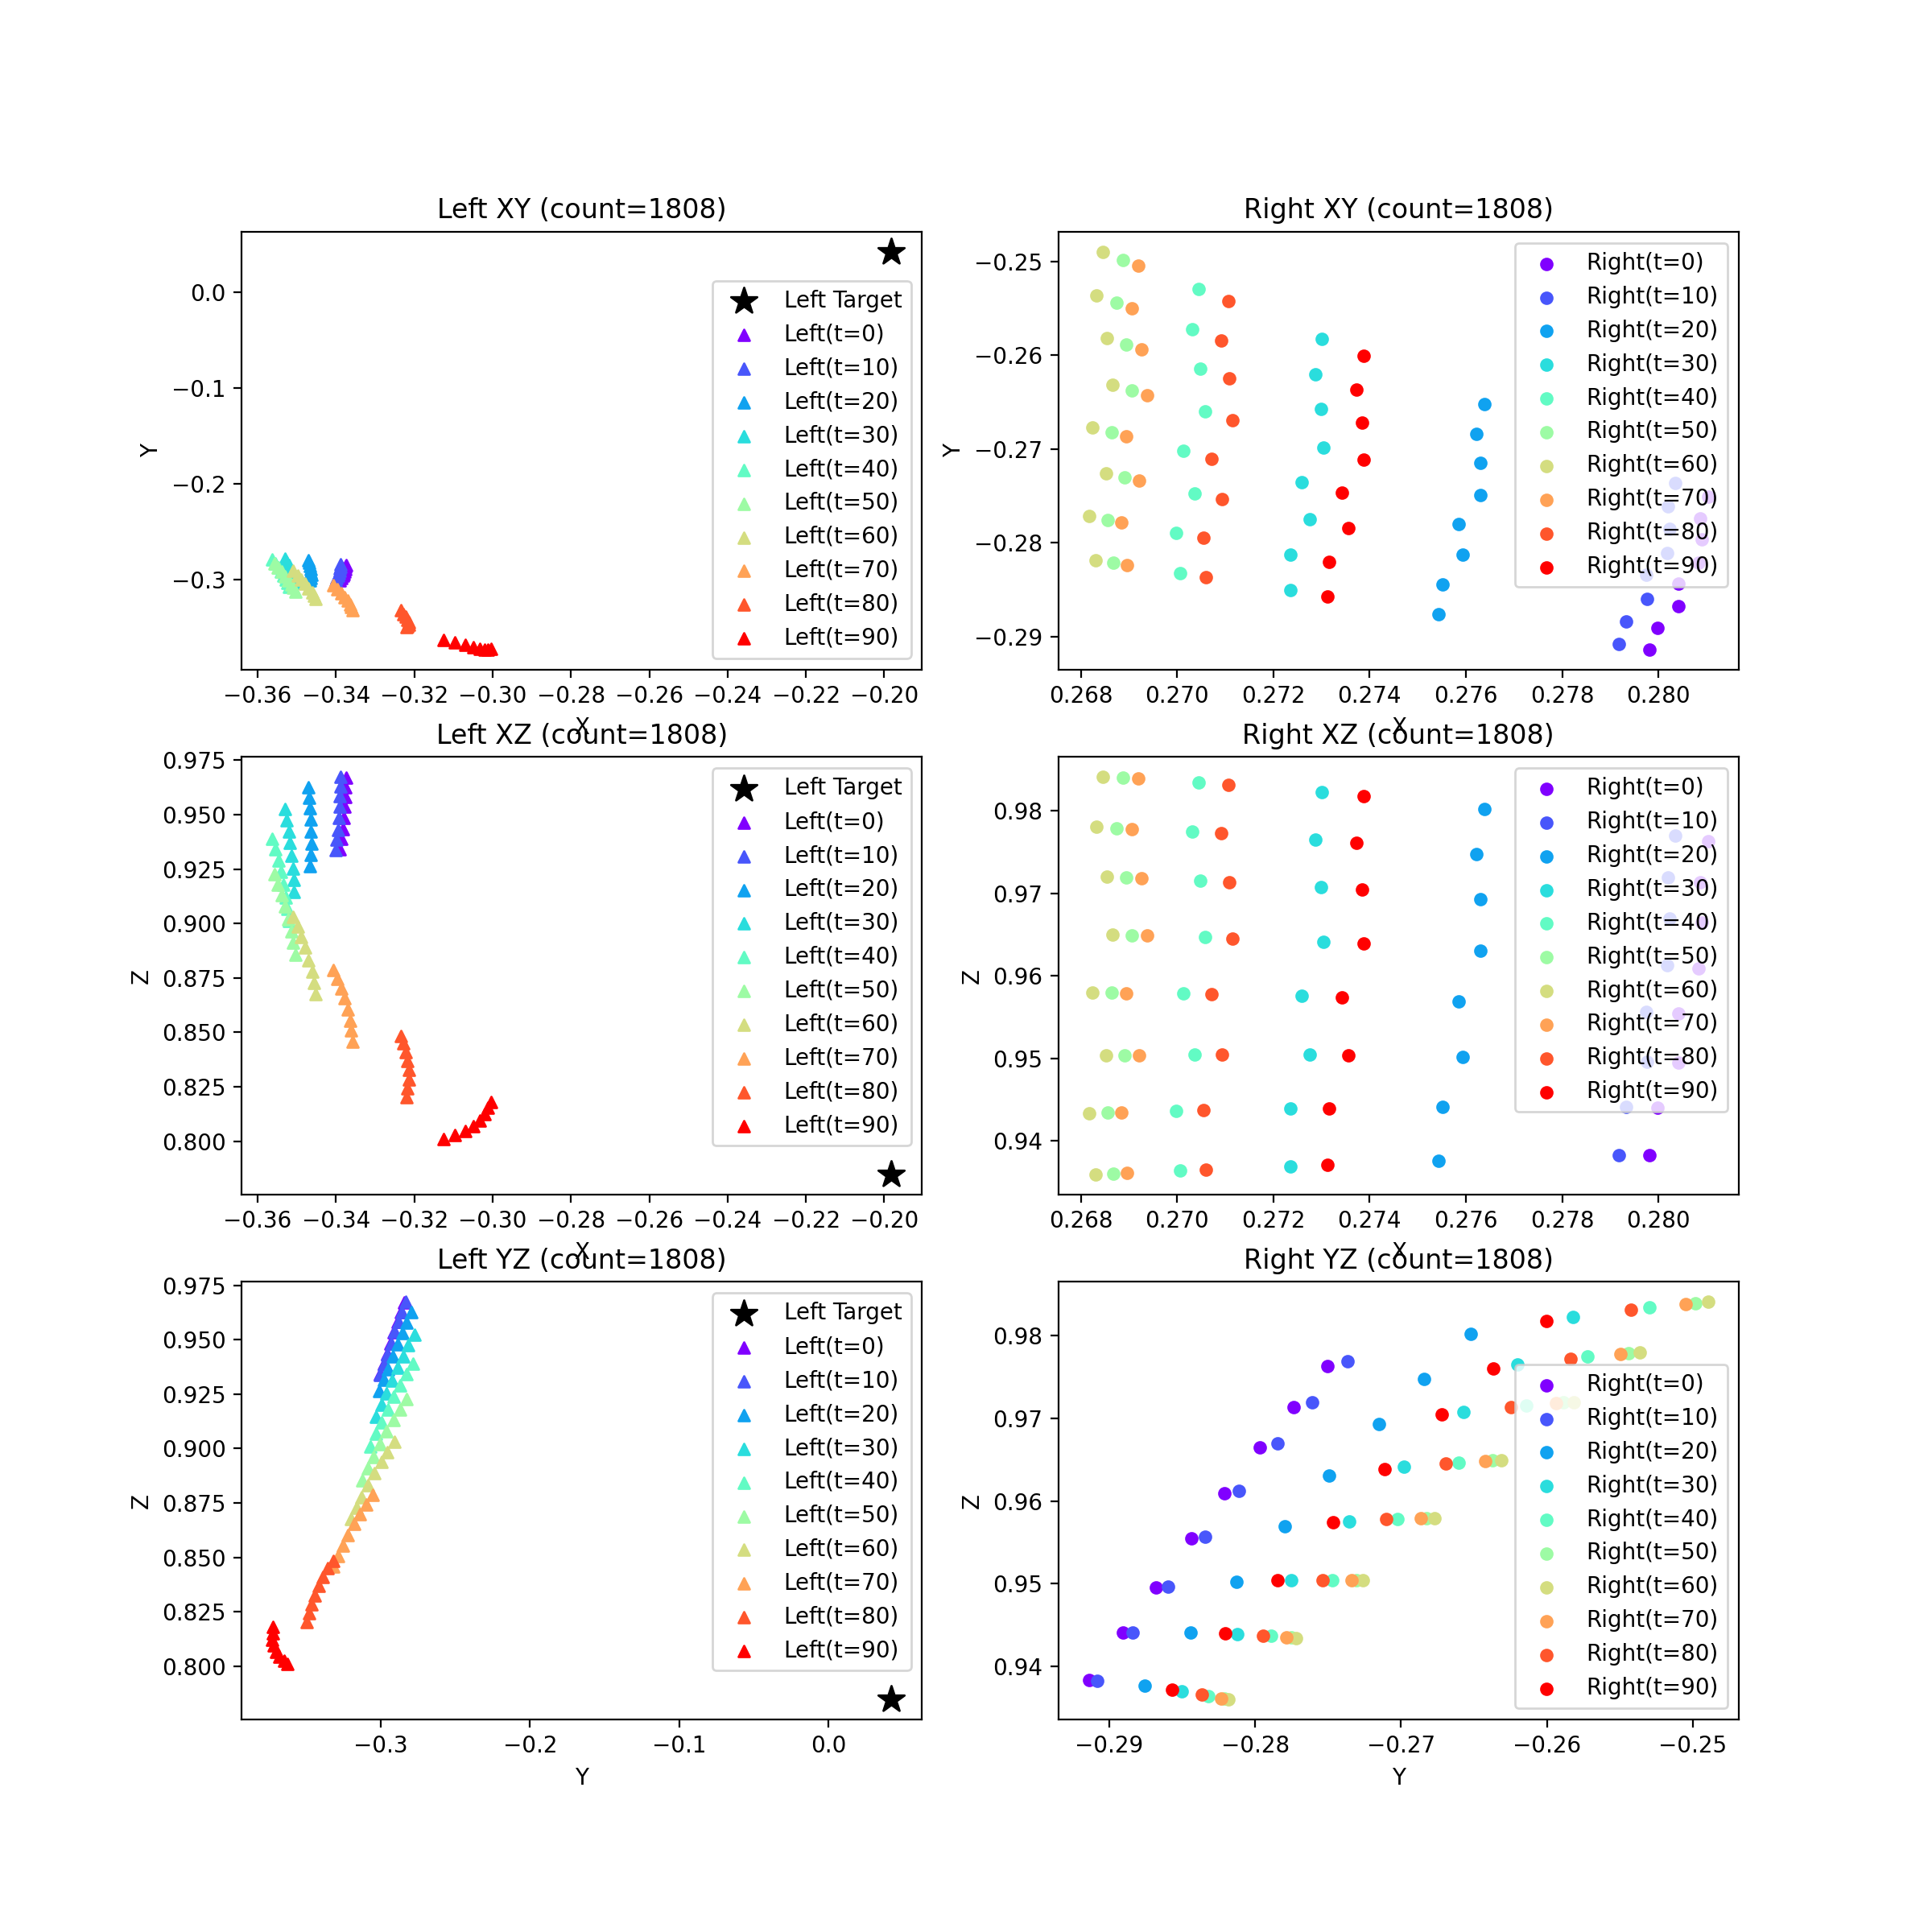 Left XY (count=1808)
0.0
−0.1
−0.2
−0.3
Y
−0.36 −0.34 −0.32 −0.30 −0.28 −0.26 −0.24 −0.22 −0.20
X
Left Target
Left(t=0)
Left(t=10)
Left(t=20)
Left(t=30)
Left(t=40)
Left(t=50)
Left(t=60)
Left(t=70)
Left(t=80)
Left(t=90)
Right XY (count=1808)
−0.25
−0.26
−0.27
−0.28
−0.29
Y
0.268 0.270 0.272 0.274 0.276 0.278 0.280
X
Right(t=0)
Right(t=10)
Right(t=20)
Right(t=30)
Right(t=40)
Right(t=50)
Right(t=60)
Right(t=70)
Right(t=80)
Right(t=90)
Left XZ (count=1808)
0.975
0.950
0.925
0.900
0.875
0.850
0.825
0.800
Z
−0.36 −0.34 −0.32 −0.30 −0.28 −0.26 −0.24 −0.22 −0.20
X
Left Target
Left(t=0)
Left(t=10)
Left(t=20)
Left(t=30)
Left(t=40)
Left(t=50)
Left(t=60)
Left(t=70)
Left(t=80)
Left(t=90)
Right XZ (count=1808)
0.98
0.97
0.96
0.95
0.94
Z
0.268 0.270 0.272 0.274 0.276 0.278 0.280
X
Right(t=0)
Right(t=10)
Right(t=20)
Right(t=30)
Right(t=40)
Right(t=50)
Right(t=60)
Right(t=70)
Right(t=80)
Right(t=90)
Left YZ (count=1808)
0.975
0.950
0.925
0.900
0.875
0.850
0.825
0.800
Z
−0.3 −0.2 −0.1 0.0
Y
Left Target
Left(t=0)
Left(t=10)
Left(t=20)
Left(t=30)
Left(t=40)
Left(t=50)
Left(t=60)
Left(t=70)
Left(t=80)
Left(t=90)
Right YZ (count=1808)
0.98
0.97
0.96
0.95
0.94
Z
−0.29 −0.28 −0.27 −0.26 −0.25
Y
Right(t=0)
Right(t=10)
Right(t=20)
Right(t=30)
Right(t=40)
Right(t=50)
Right(t=60)
Right(t=70)
Right(t=80)
Right(t=90)